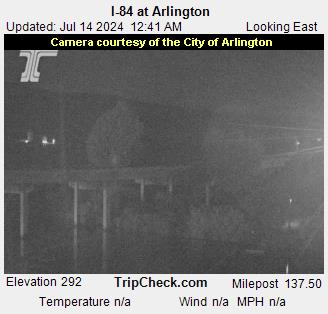 I-84 at Arlington
Updated: Jul 14 2024 12:41 AM Looking East
Camera courtesy of the City of Arlington
Elevation 292 TripCheck.com Milepost 137.50
Temperature n/a Wind n/a MPH n/a